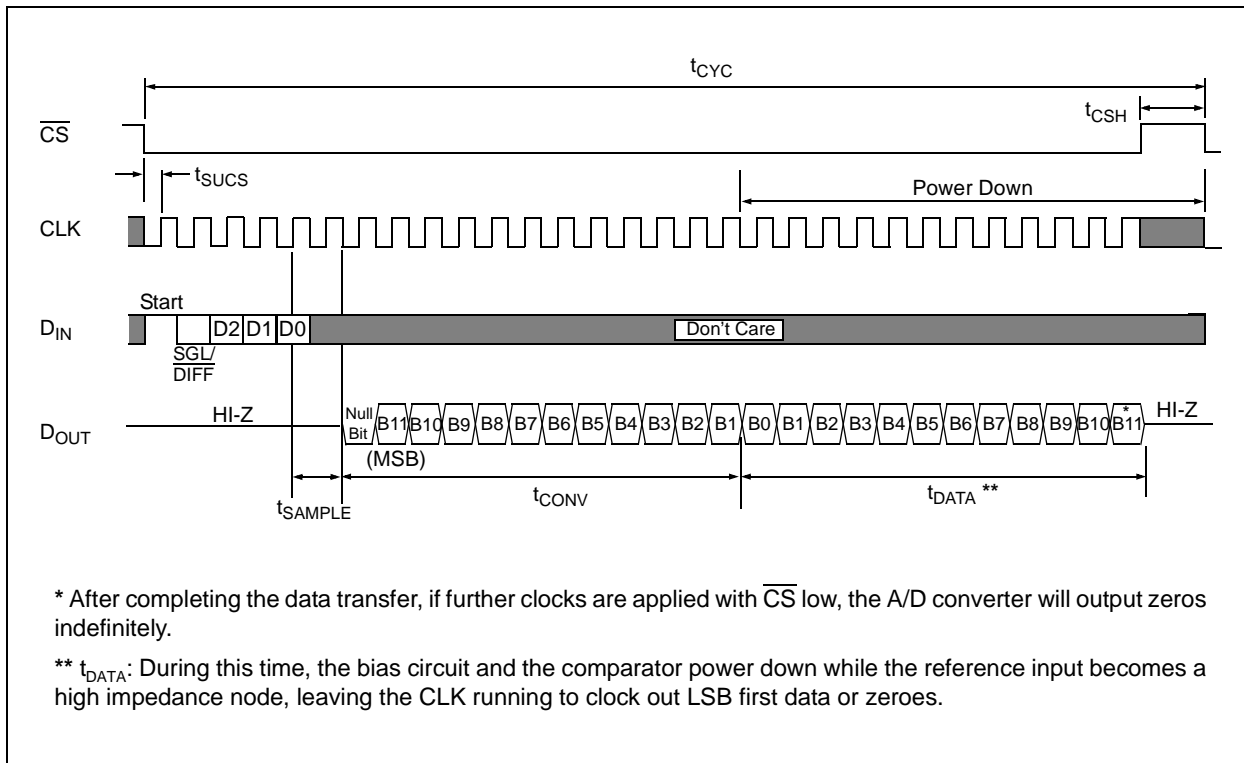 tCYC
tCSH
CS
tSUCS
Power Down
CLK
Start
DIN
D2 D1 D0
Don't Care
SGL/
DIFF
HI-Z
DOUT
Null
Bit
B11 B10 B9 B8 B7 B6 B5 B4 B3 B2 B1 B0 B1 B2 B3 B4 B5 B6 B7 B8 B9 B10 B11
*
HI-Z
(MSB)
tSAMPLE
tCONV
tDATA **
* After completing the data transfer, if further clocks are applied with CS low, the A/D converter will output zeros
indefinitely.
** tDATA: During this time, the bias circuit and the comparator power down while the reference input becomes a
high impedance node, leaving the CLK running to clock out LSB first data or zeroes.